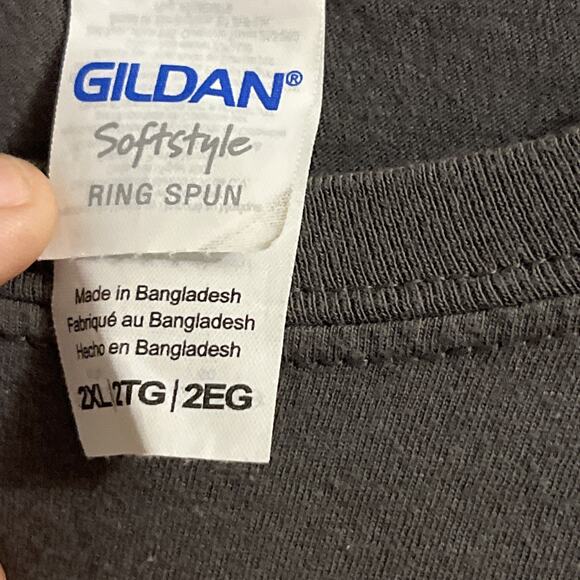 GILDAN®
Softstyle
RING SPUN
Made in Bangladesh
Fabriqué au Bangladesh
Hecho en Bangladesh
2XL|2TG|2EG